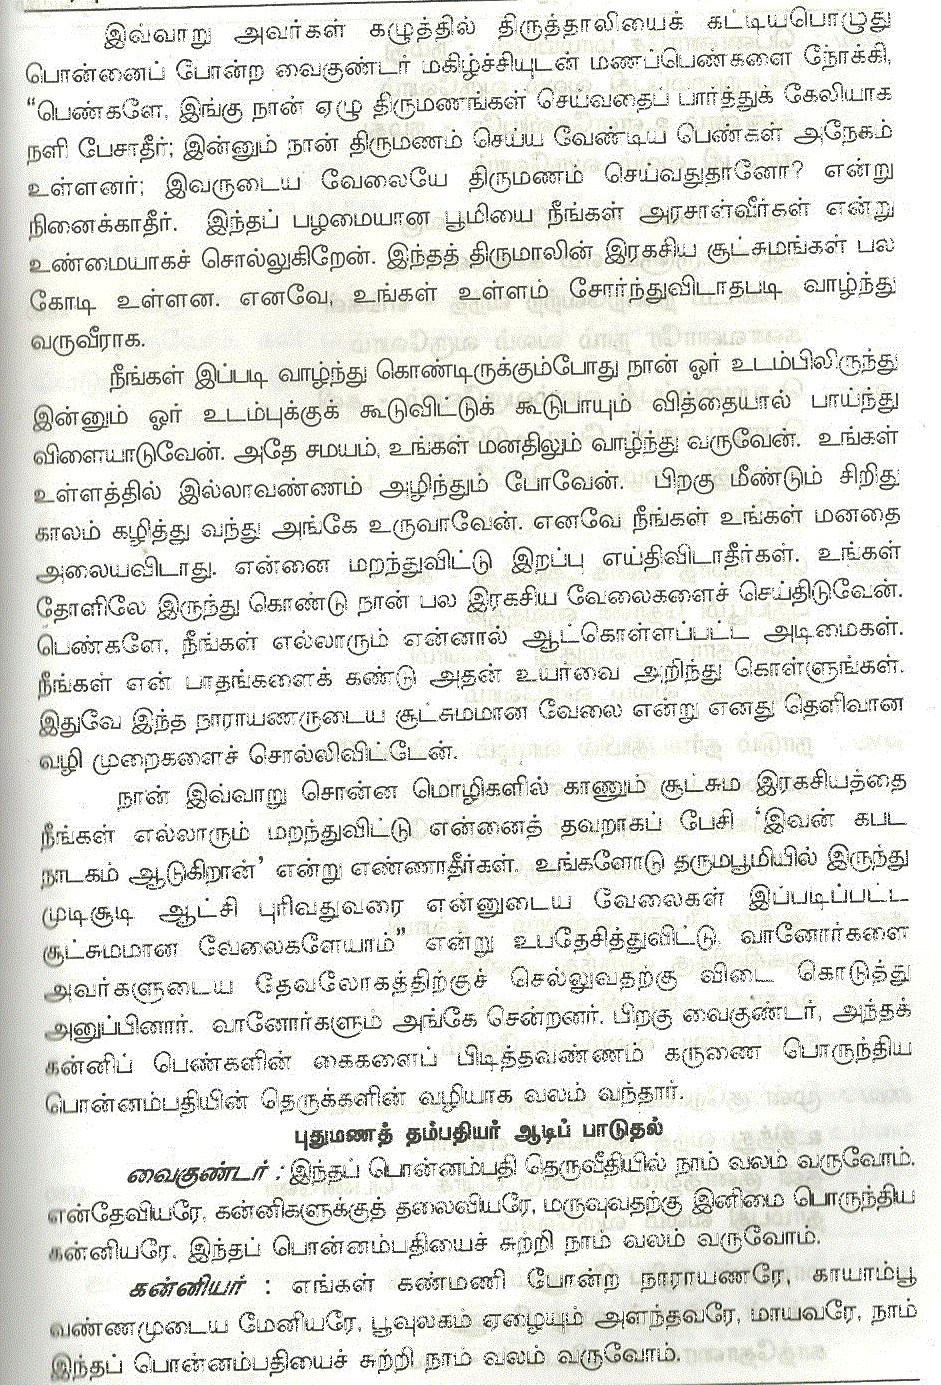 இவ்வாறு அவர்கள் கழுத்தில் திருத்தாலியைக் கட்டியபொழுது
பொன்னைப் போன்ற வைகுண்டர் மகிழ்ச்சியுடன் மணப்பெண்களை நோக்கி,
“பெண்களே, இங்கு நான் ஏழு திருமணங்கள் செய்வதைப் பார்த்துக் கேலியாக
நளி பேசாதீர்; இன்னும் நான் திருமணம் செய்ய வேண்டிய பெண்கள் அநேகம்
உள்ளனர்; இவருடைய வேலையே திருமணம் செய்வதுதானோ? என்று
நினைக்காதீர். இந்தப் பழமையான பூமியை நீங்கள் அரசாள்வீர்கள் என்று
உண்மையாகச் சொல்லுகிறேன். இந்தத் திருமாலின் இரகசிய சூட்சுமங்கள் பல
கோடி உள்ளன. எனவே, உங்கள் உள்ளம் சோர்ந்துவிடாதபடி வாழ்ந்து
வருவீராக.
நீங்கள் இப்படி வாழ்ந்து கொண்டிருக்கும்போது நான் ஓர் உடம்பிலிருந்து
இன்னும் ஓர் உடம்புக்குக் கூடுவிட்டுக் கூடுபாயும் வித்தையால் பாய்ந்து
விளையாடுவேன். அதே சமயம், உங்கள் மனதிலும் வாழ்ந்து வருவேன். உங்கள்
உள்ளத்தில் இல்லாவண்ணம் அழிந்தும் போவேன். பிறகு மீண்டும் சிறிது
காலம் கழித்து வந்து அங்கே உருவாவேன். எனவே நீங்கள் உங்கள் மனதை
அலையவிடாது. என்னை மறந்துவிட்டு இறப்பு எய்திவிடாதீர்கள். உங்கள்
தோளிலே இருந்து கொண்டு நான் பல இரகசிய வேலைகளைச் செய்திடுவேன்.
பெண்களே, நீங்கள் எல்லாரும் என்னால் ஆட்கொள்ளப்பட்ட அடிமைகள்.
நீங்கள் என் பாதங்களைக் கண்டு அதன் உயர்வை அறிந்து கொள்ளுங்கள்.
இதுவே இந்த நாராயணருடைய சூட்சுமமான வேலை என்று எனது தெளிவான
வழி முறைகளைச் சொல்லிவிட்டேன்.
நான் இவ்வாறு சொன்ன மொழிகளில் காணும் சூட்சும இரகசியத்தை
நீங்கள் எல்லாரும் மறந்துவிட்டு என்னைத் தவறாகப் பேசி ‘இவன் கபட
நாடகம் ஆடுகிறான்’ என்று எண்ணாதீர்கள். உங்களோடு தருமபூமியில் இருந்து
முடிசூடி ஆட்சி புரிவதுவரை என்னுடைய வேலைகள் இப்படிப்பட்ட
சூட்சுமமான வேலைகளேயாம்” என்று உபதேசித்துவிட்டு, வானோர்களை
அவர்களுடைய தேவலோகத்திற்குச் செல்லுவதற்கு விடை கொடுத்து
அனுப்பினார். வானோர்களும் அங்கே சென்றனர். பிறகு வைகுண்டர், அந்தக்
கன்னிப் பெண்களின் கைகளைப் பிடித்தவண்ணம் கருணை பொருந்திய
பொன்னம்பதியின் தெருக்களின் வழியாக வலம் வந்தார்.
புதுமணத் தம்பதியர் ஆடிப் பாடுதல்
வைகுண்டர் : இந்தப் பொன்னம்பதி தெருவீதியில் நாம் வலம் வருவோம்.
என்தேவியரே, கன்னிகளுக்குத் தலைவியரே, மருவுவதற்கு இனிமை பொருந்திய
கன்னியரே. இந்தப் பொன்னம்பதியைச் சுற்றி நாம் வலம் வருவோம்.
கன்னியர் : எங்கள் கண்மணி போன்ற நாராயணரே, காயாம்பூ
வண்ணமுடைய மேனியரே, பூவுலகம் ஏழையும் அளந்தவரே, மாயவரே, நாம்
இந்தப் பொன்னம்பதியைச் சுற்றி நாம் வலம் வருவோம்.